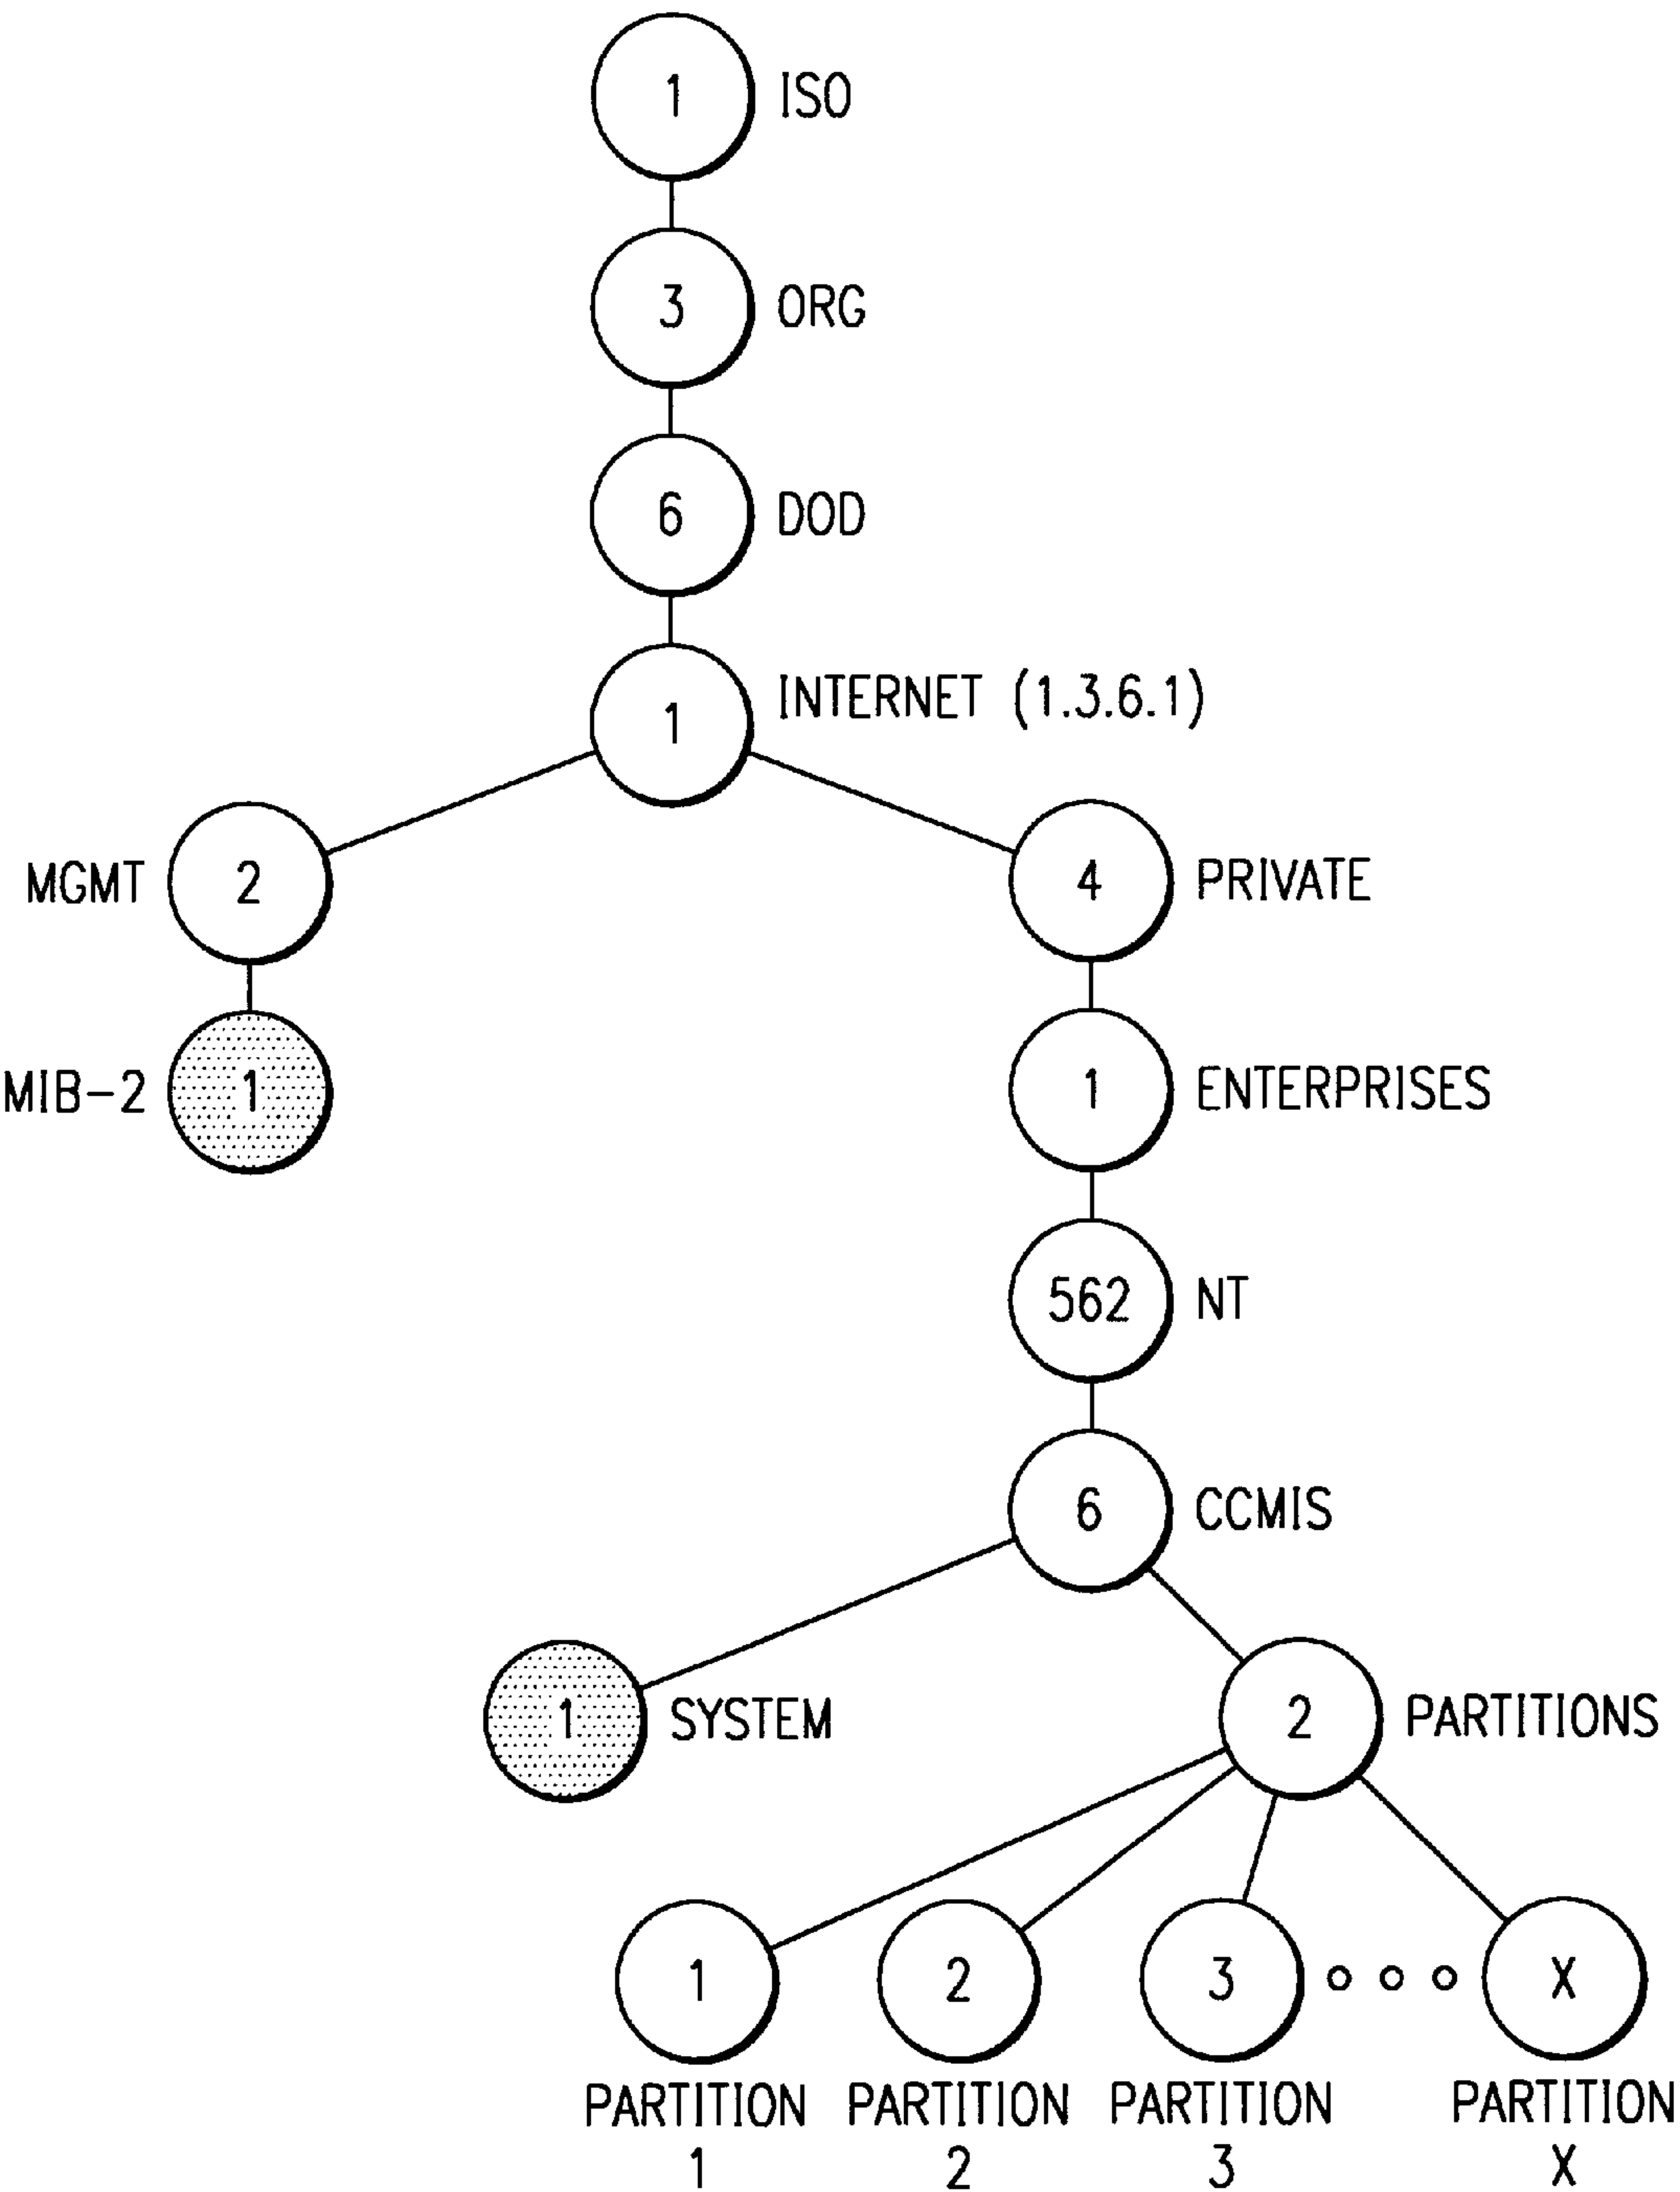 1 ISO
3 ORG
6 DOD
1 INTERNET (1.3.6.1)
MGMT 2
4 PRIVATE
MIB-2 1
1 ENTERPRISES
562 NT
6 CCMIS
1 SYSTEM
2 PARTITIONS
1
2
3
X
PARTITION
1
PARTITION
2
PARTITION
3
PARTITION
X